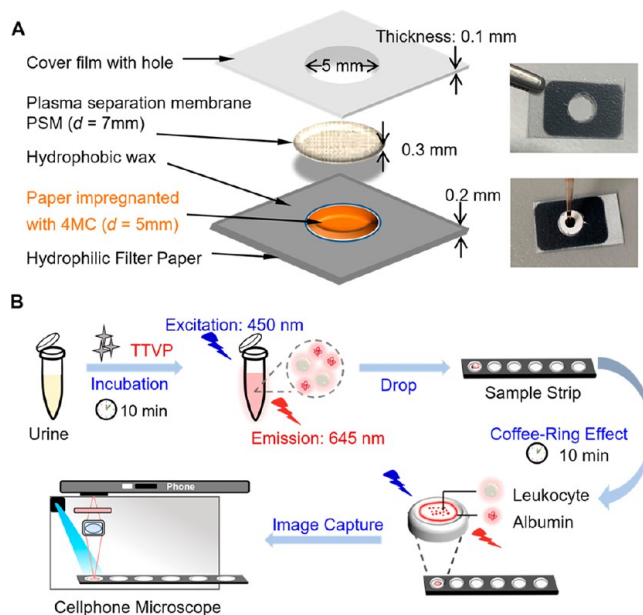 A
Thickness: 0.1 mm
Cover film with hole
5 mm
Plasma separation membrane
PSM (d = 7mm)
0.3 mm
Hydrophobic wax
Paper impregnanted
with 4MC (d = 5mm)
0.2 mm
Hydrophilic Filter Paper
B
Excitation: 450 nm
TTVP
Incubation
10 min
Urine
Emission: 645 nm
Drop
Sample Strip
Coffee-Ring Effect
10 min
Leukocyte
Albumin
Image Capture
Phone
Cellphone Microscope